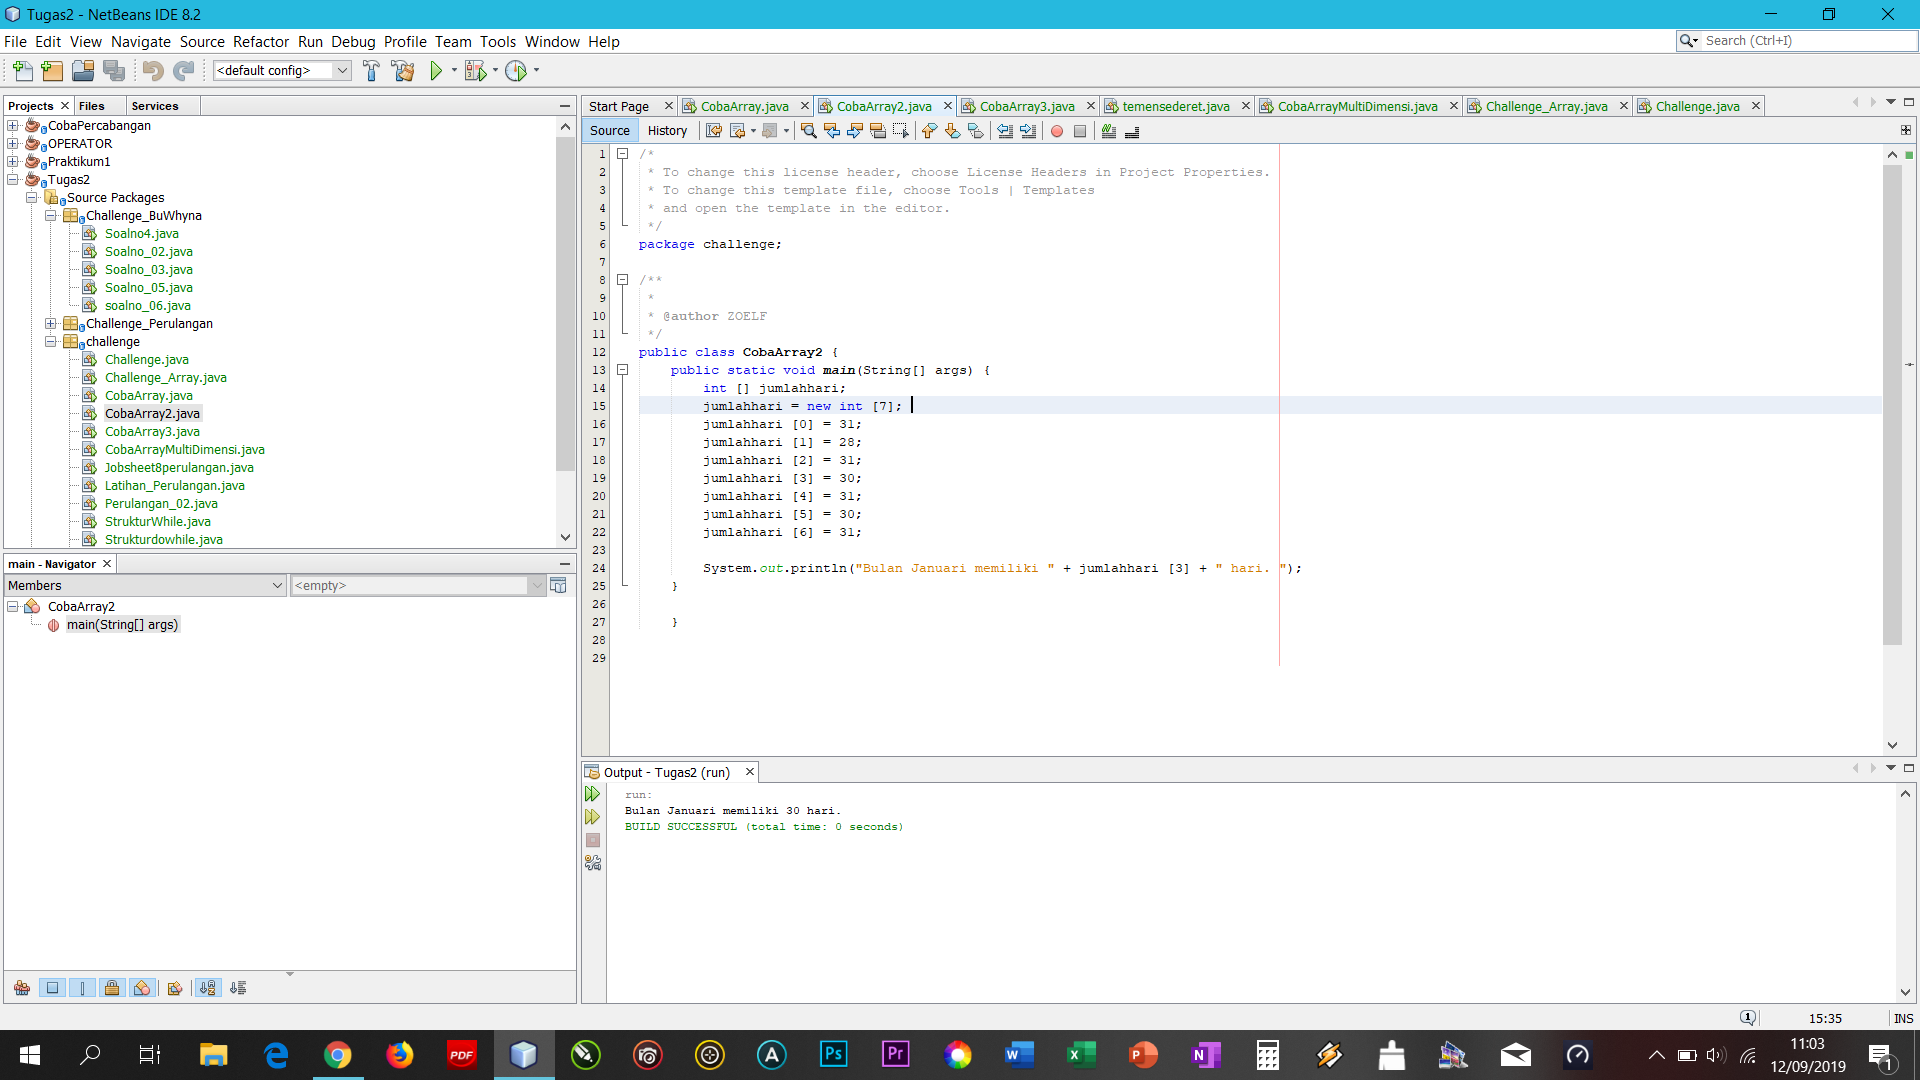 Tugas2 - NetBeans IDE 8.2
File Edit View Navigate Source Refactor Run Debug Profile Team Tools Window Help
Search (Ctrl+I)
<default config>
Projects Files Services
CobaPercabangan
OPERATOR
Praktikum1
Tugas2
Source Packages
Challenge_BuWhyna
Soalno4.java
Soalno_02.java
Soalno_03.java
Soalno_05.java
soalno_06.java
Challenge_Perulangan
challenge
Challenge.java
Challenge_Array.java
CobaArray.java
CobaArray2.java
CobaArray3.java
CobaArrayMultiDimensi.java
Jobsheet8perulangan.java
Latihan_Perulangan.java
Perulangan_02.java
StrukturWhile.java
Strukturdowhile.java
main - Navigator
Members <empty>
CobaArray2
main(String[] args)
Start Page CobaArray.java CobaArray2.java CobaArray3.java temensederet.java CobaArrayMultiDimensi.java Challenge_Array.java Challenge.java
Source History
1 /*
2 * To change this license header, choose License Headers in Project Properties.
3 * To change this template file, choose Tools | Templates
4 * and open the template in the editor.
5 */
6 package challenge;
7
8 /**
9 *
10 * @author ZOELF
11 */
12 public class CobaArray2 {
13 public static void main(String[] args) {
14 int [] jumlahhari;
15 jumlahhari = new int [7];
16 jumlahhari [0] = 31;
17 jumlahhari [1] = 28;
18 jumlahhari [2] = 31;
19 jumlahhari [3] = 30;
20 jumlahhari [4] = 31;
21 jumlahhari [5] = 30;
22 jumlahhari [6] = 31;
23
24 System.out.println("Bulan Januari memiliki " + jumlahhari [3] + " hari. ");
25 }
26
27 }
28
29
Output - Tugas2 (run)
run:
Bulan Januari memiliki 30 hari.
BUILD SUCCESSFUL (total time: 0 seconds)
15:35 INS
PDF
Ps
Pr
11:03
12/09/2019
1